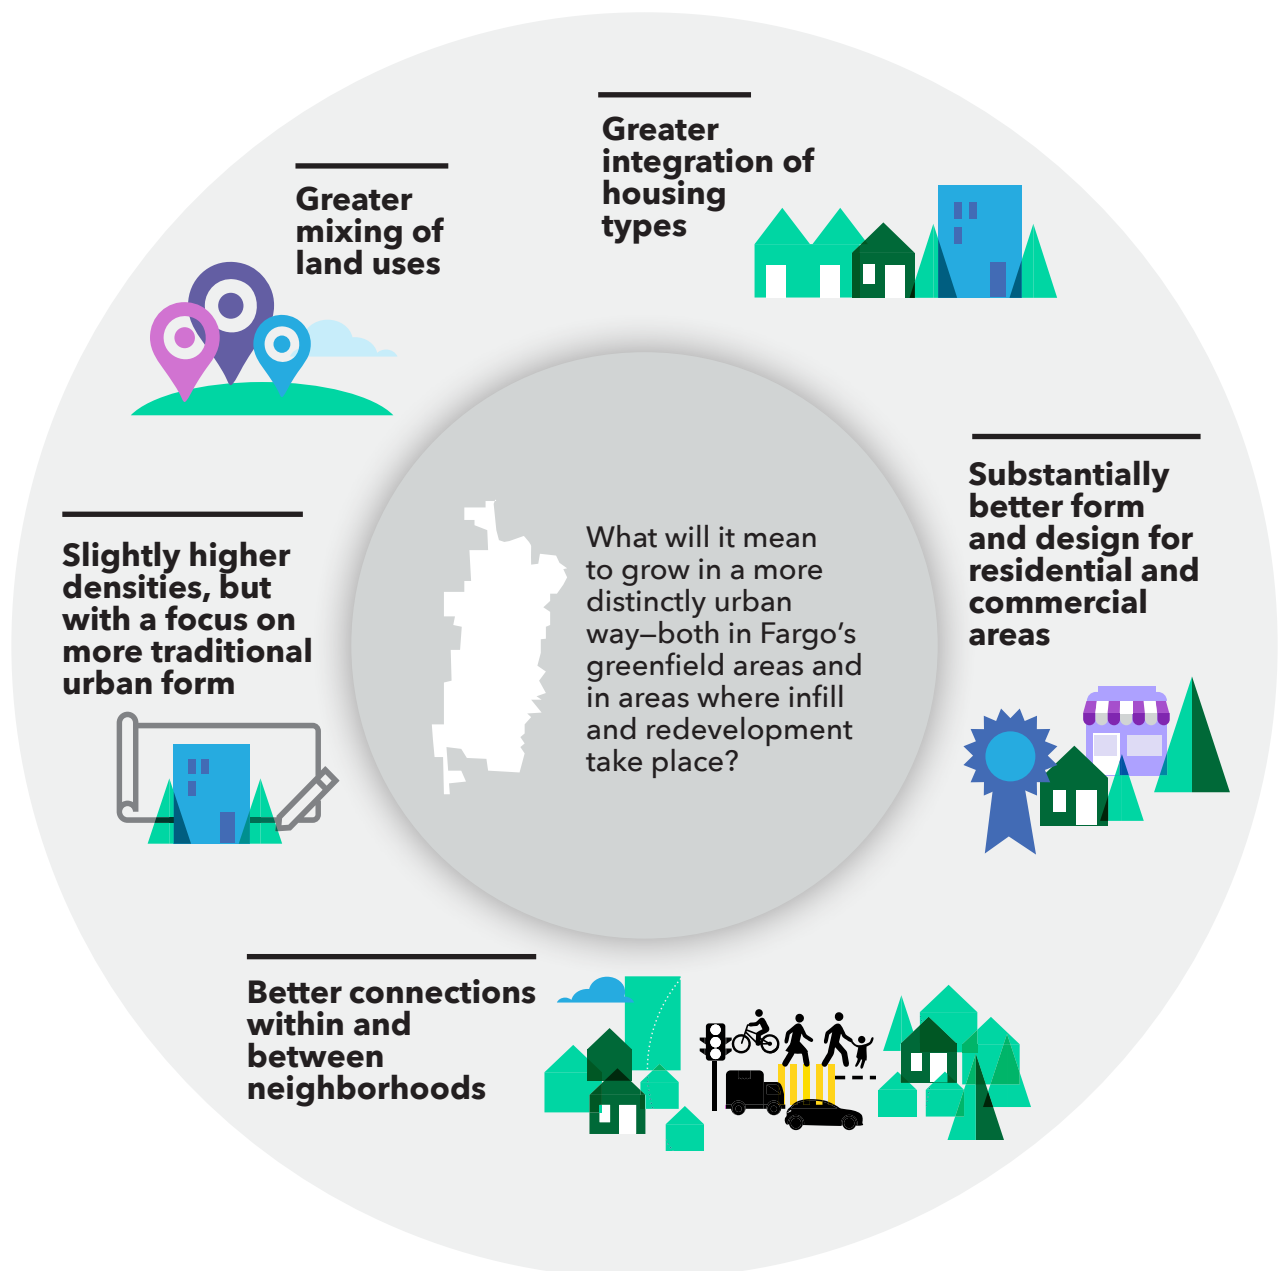 Greater
integration of
housing
types
Greater
mixing of
land uses
Substantially
better form
and design for
residential and
commercial
areas
What will it mean
to grow in a more
distinctly urban
way—both in Fargo’s
greenfield areas and
in areas where infill
and redevelopment
take place?
Slightly higher
densities, but
with a focus on
more traditional
urban form
Better connections
within and
between
neighborhoods